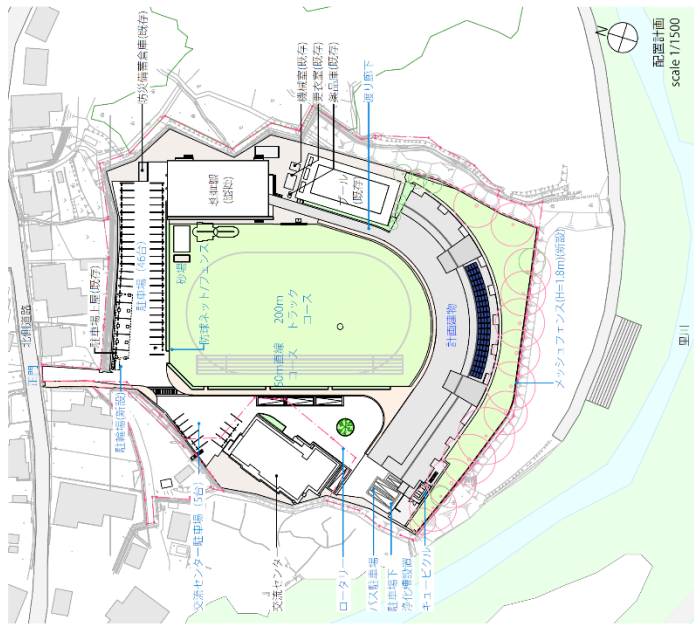 配置計画
scale 1/1500
N
防災備蓄倉庫(既存)
機械室(既存)
更衣室(既存)
薬品庫(既存)
渡り廊下
駐車場上屋(既存)
北側道路
正門
駐輪場(新設)
駐車場（46台）
体育館
(既存)
プール
(既存)
砂場
防球ネット/フェンス
200m
トラック
コース
50m直線
コース
計画建物
メッシュフェンス(H=1.8m)(新設)
里川
交流センター駐車場（5台）
交流センター
ロータリー
バス駐車場
駐車場下
浄化槽設置
キュービクル